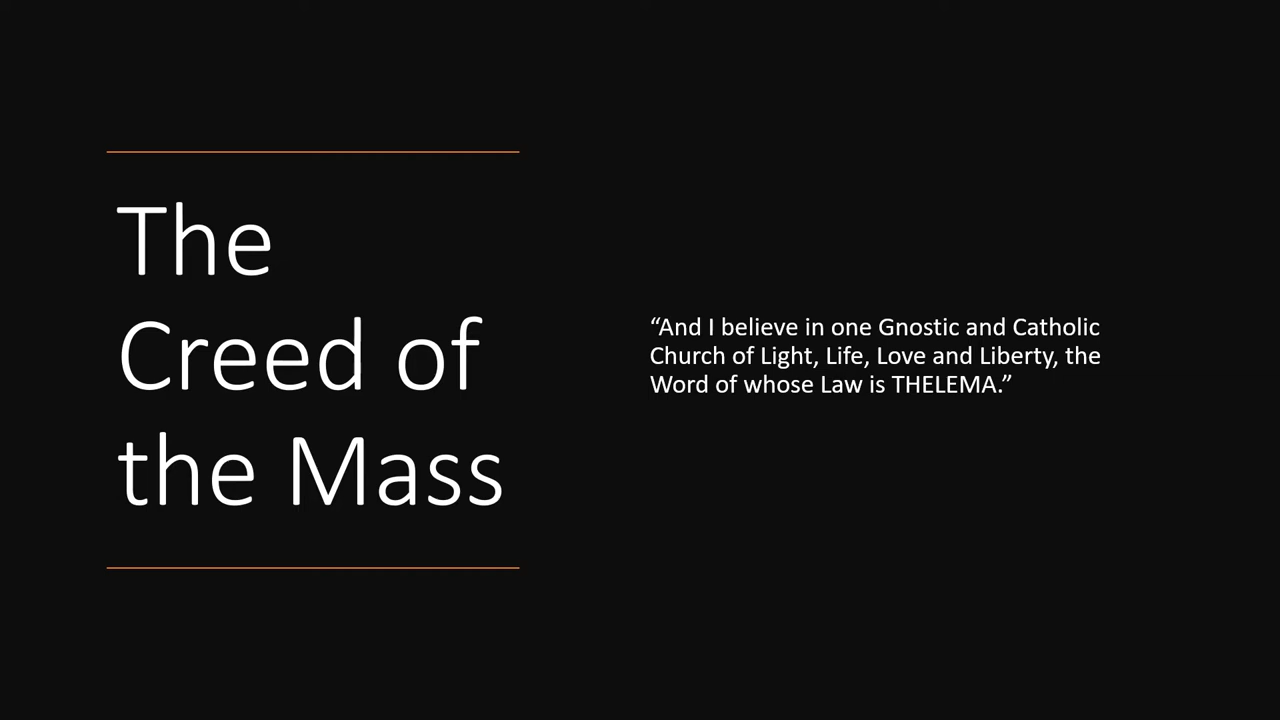 The
Creed of
the Mass
“And I believe in one Gnostic and Catholic
Church of Light, Life, Love and Liberty, the
Word of whose Law is THELEMA.”